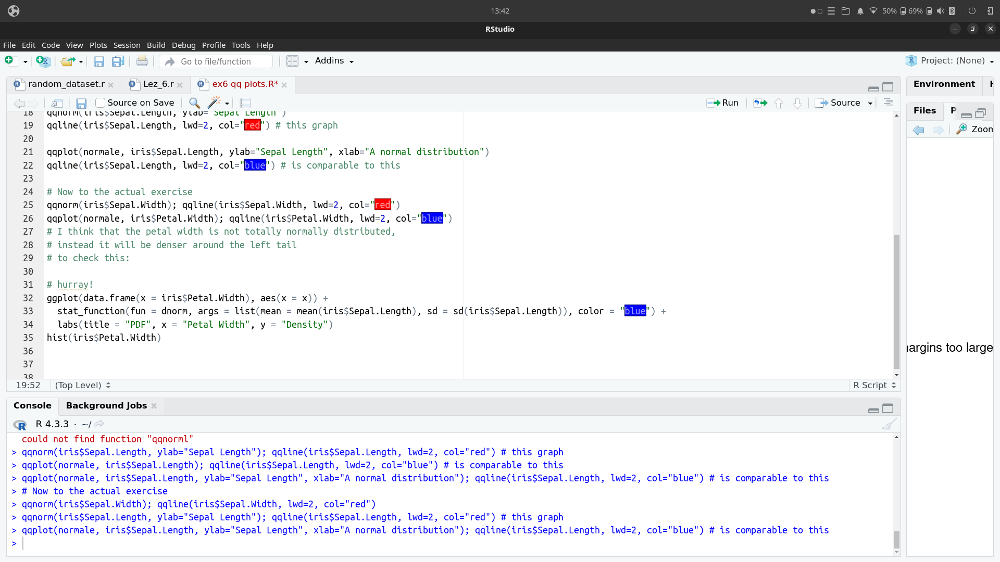 13:42
50% 69%
RStudio
File Edit Code View Plots Session Build Debug Profile Tools Help
Go to file/function Addins Project: (None)
random_dataset.r Lez_6.r ex6 qq plots.R*
Source on Save Run Source
18 qqnorm(iris$Sepal.Length, ylab="Sepal Length")
19 qqline(iris$Sepal.Length, lwd=2, col="red") # this graph
20
21 qqplot(normale, iris$Sepal.Length, ylab="Sepal Length", xlab="A normal distribution")
22 qqline(iris$Sepal.Length, lwd=2, col="blue") # is comparable to this
23
24 # Now to the actual exercise
25 qqnorm(iris$Sepal.Width); qqline(iris$Sepal.Width, lwd=2, col="red")
26 qqplot(normale, iris$Petal.Width); qqline(iris$Petal.Width, lwd=2, col="blue")
27 # I think that the petal width is not totally normally distributed,
28 # instead it will be denser around the left tail
29 # to check this:
30
31 # hurray!
32 ggplot(data.frame(x = iris$Petal.Width), aes(x = x)) +
33 stat_function(fun = dnorm, args = list(mean = mean(iris$Sepal.Length), sd = sd(iris$Sepal.Length)), color = "blue") +
34 labs(title = "PDF", x = "Petal Width", y = "Density")
35 hist(iris$Petal.Width)
36
37
38
19:52 (Top Level) R Script
Console Background Jobs
R 4.3.3 · ~/
could not find function "qqnorml"
> qqnorm(iris$Sepal.Length, ylab="Sepal Length"); qqline(iris$Sepal.Length, lwd=2, col="red") # this graph
> qqplot(normale, iris$Sepal.Length); qqline(iris$Sepal.Length, lwd=2, col="blue") # is comparable to this
> qqplot(normale, iris$Sepal.Length, ylab="Sepal Length", xlab="A normal distribution"); qqline(iris$Sepal.Length, lwd=2, col="blue") # is comparable to this
> # Now to the actual exercise
> qqnorm(iris$Sepal.Width); qqline(iris$Sepal.Width, lwd=2, col="red")
> qqnorm(iris$Sepal.Length, ylab="Sepal Length"); qqline(iris$Sepal.Length, lwd=2, col="red") # this graph
> qqplot(normale, iris$Sepal.Length, ylab="Sepal Length", xlab="A normal distribution"); qqline(iris$Sepal.Length, lwd=2, col="blue") # is comparable to this
>
Environment
Files P
Zoom
argins too large